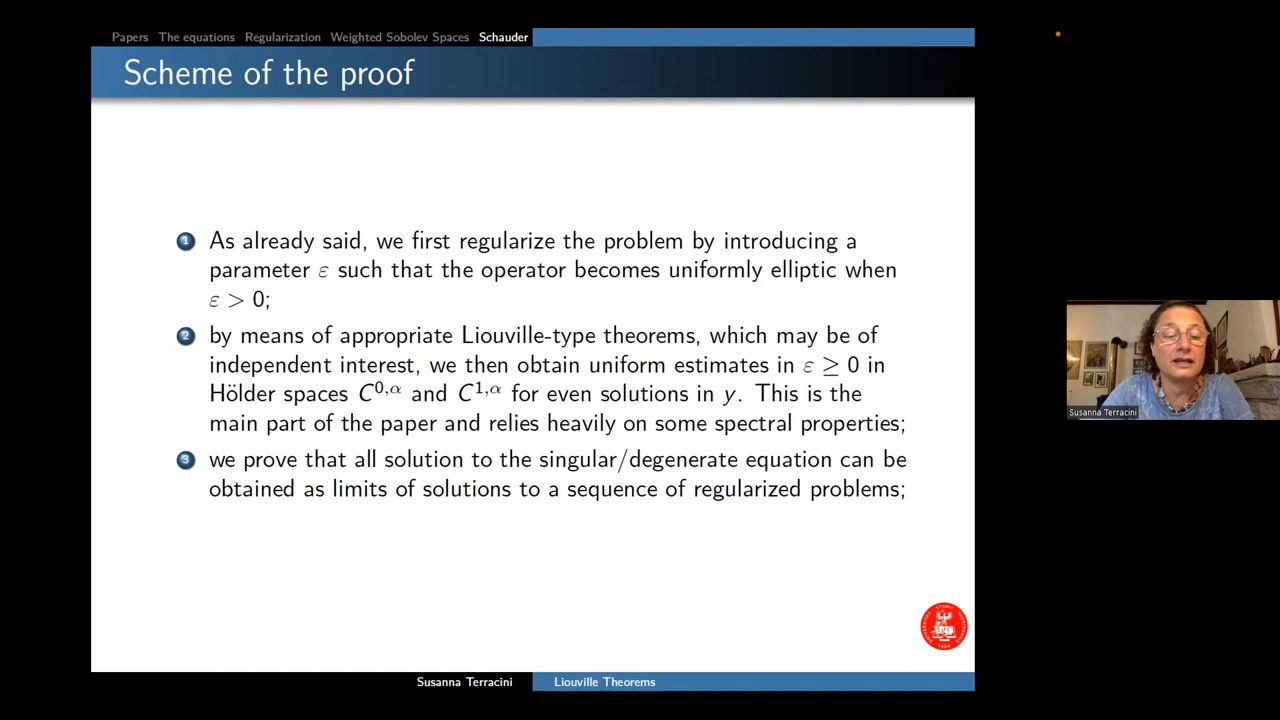 Papers The equations Regularization Weighted Sobolev Spaces Schauder
Scheme of the proof
1 As already said, we first regularize the problem by introducing a
parameter ε such that the operator becomes uniformly elliptic when
ε > 0;
2 by means of appropriate Liouville-type theorems, which may be of
independent interest, we then obtain uniform estimates in ε ≥ 0 in
Hölder spaces C^{0,α} and C^{1,α} for even solutions in y. This is the
main part of the paper and relies heavily on some spectral properties;
3 we prove that all solution to the singular/degenerate equation can be
obtained as limits of solutions to a sequence of regularized problems;
Susanna Terracini
Susanna Terracini Liouville Theorems